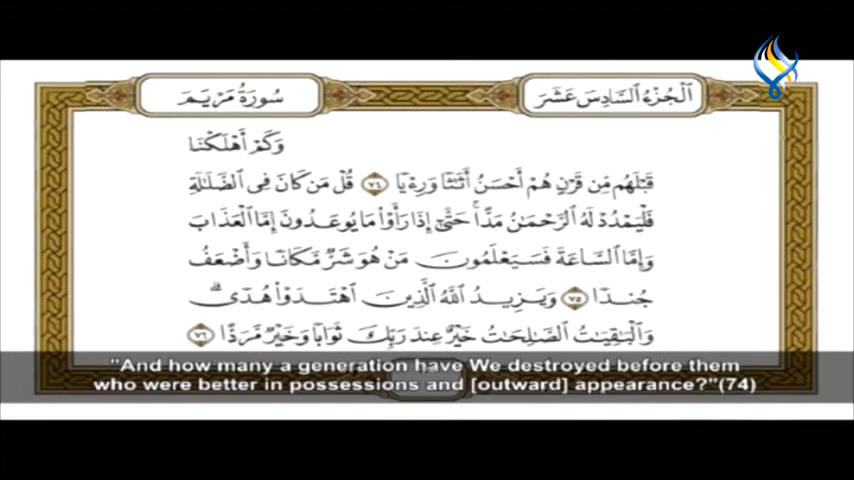 سُورَةُ مَرْيَمَ
ٱلْجُزْءُ ٱلسَّادِسَ عَشَرَ
وَكَمْ أَهْلَكْنَا
قَبْلَهُم مِّن قَرْنٍ هُمْ أَحْسَنُ أَثَٰثًا وَرِءْيًا ٧٤ قُلْ مَن كَانَ فِى ٱلضَّلَٰلَةِ
فَلْيَمْدُدْ لَهُ ٱلرَّحْمَٰنُ مَدًّا ۚ حَتَّىٰٓ إِذَا رَأَوْا۟ مَا يُوعَدُونَ إِمَّا ٱلْعَذَابَ
وَإِمَّا ٱلسَّاعَةَ فَسَيَعْلَمُونَ مَنْ هُوَ شَرٌّ مَّكَانًا وَأَضْعَفُ
جُندًا ٧٥ وَيَزِيدُ ٱللَّهُ ٱلَّذِينَ ٱهْتَدَوْا۟ هُدًى ۗ
وَٱلْبَٰقِيَٰتُ ٱلصَّٰلِحَٰتُ خَيْرٌ عِندَ رَبِّكَ ثَوَابًا وَخَيْرٌ مَّرَدًّا ٧٦
"And how many a generation have We destroyed before them
who were better in possessions and [outward] appearance?"(74)